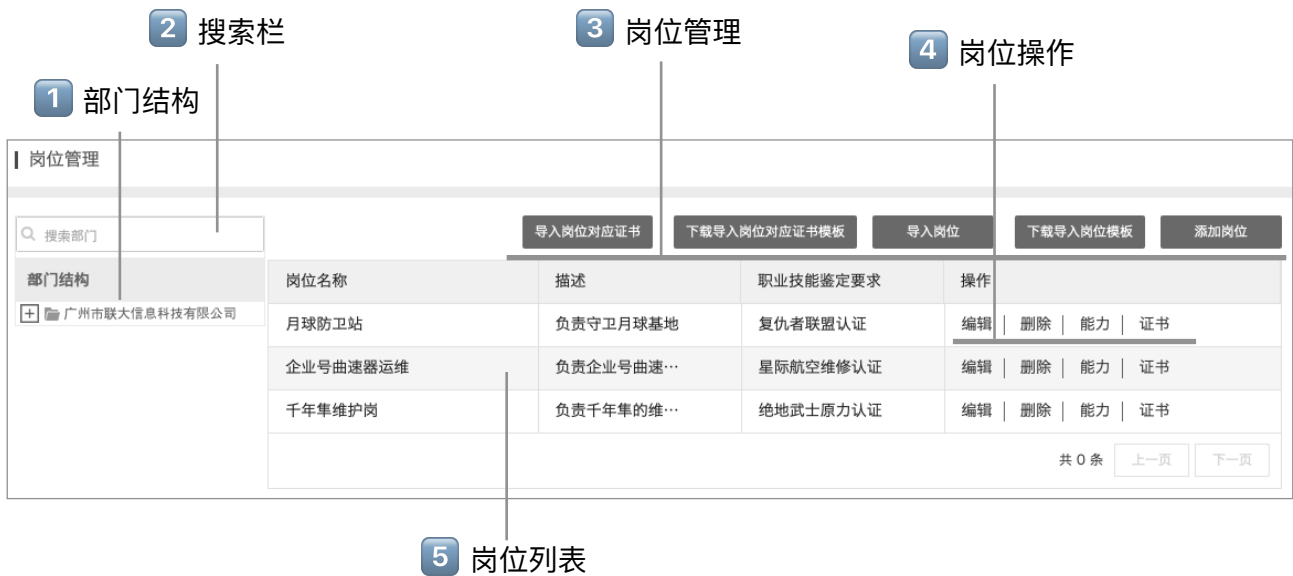 2 搜索栏
3 岗位管理
4 岗位操作
1 部门结构
岗位管理
搜索部门
导入岗位对应证书 下载导入岗位对应证书模板 导入岗位 下载导入岗位模板 添加岗位
部门结构
广州市联大信息科技有限公司
岗位名称 描述 职业技能鉴定要求 操作
月球防卫站 负责守卫月球基地 复仇者联盟认证 编辑 | 删除 | 能力 | 证书
企业号曲速器运维 负责企业号曲速… 星际航空维修认证 编辑 | 删除 | 能力 | 证书
千年隼维护岗 负责千年隼的维… 绝地武士原力认证 编辑 | 删除 | 能力 | 证书
共 0 条 上一页 下一页
5 岗位列表